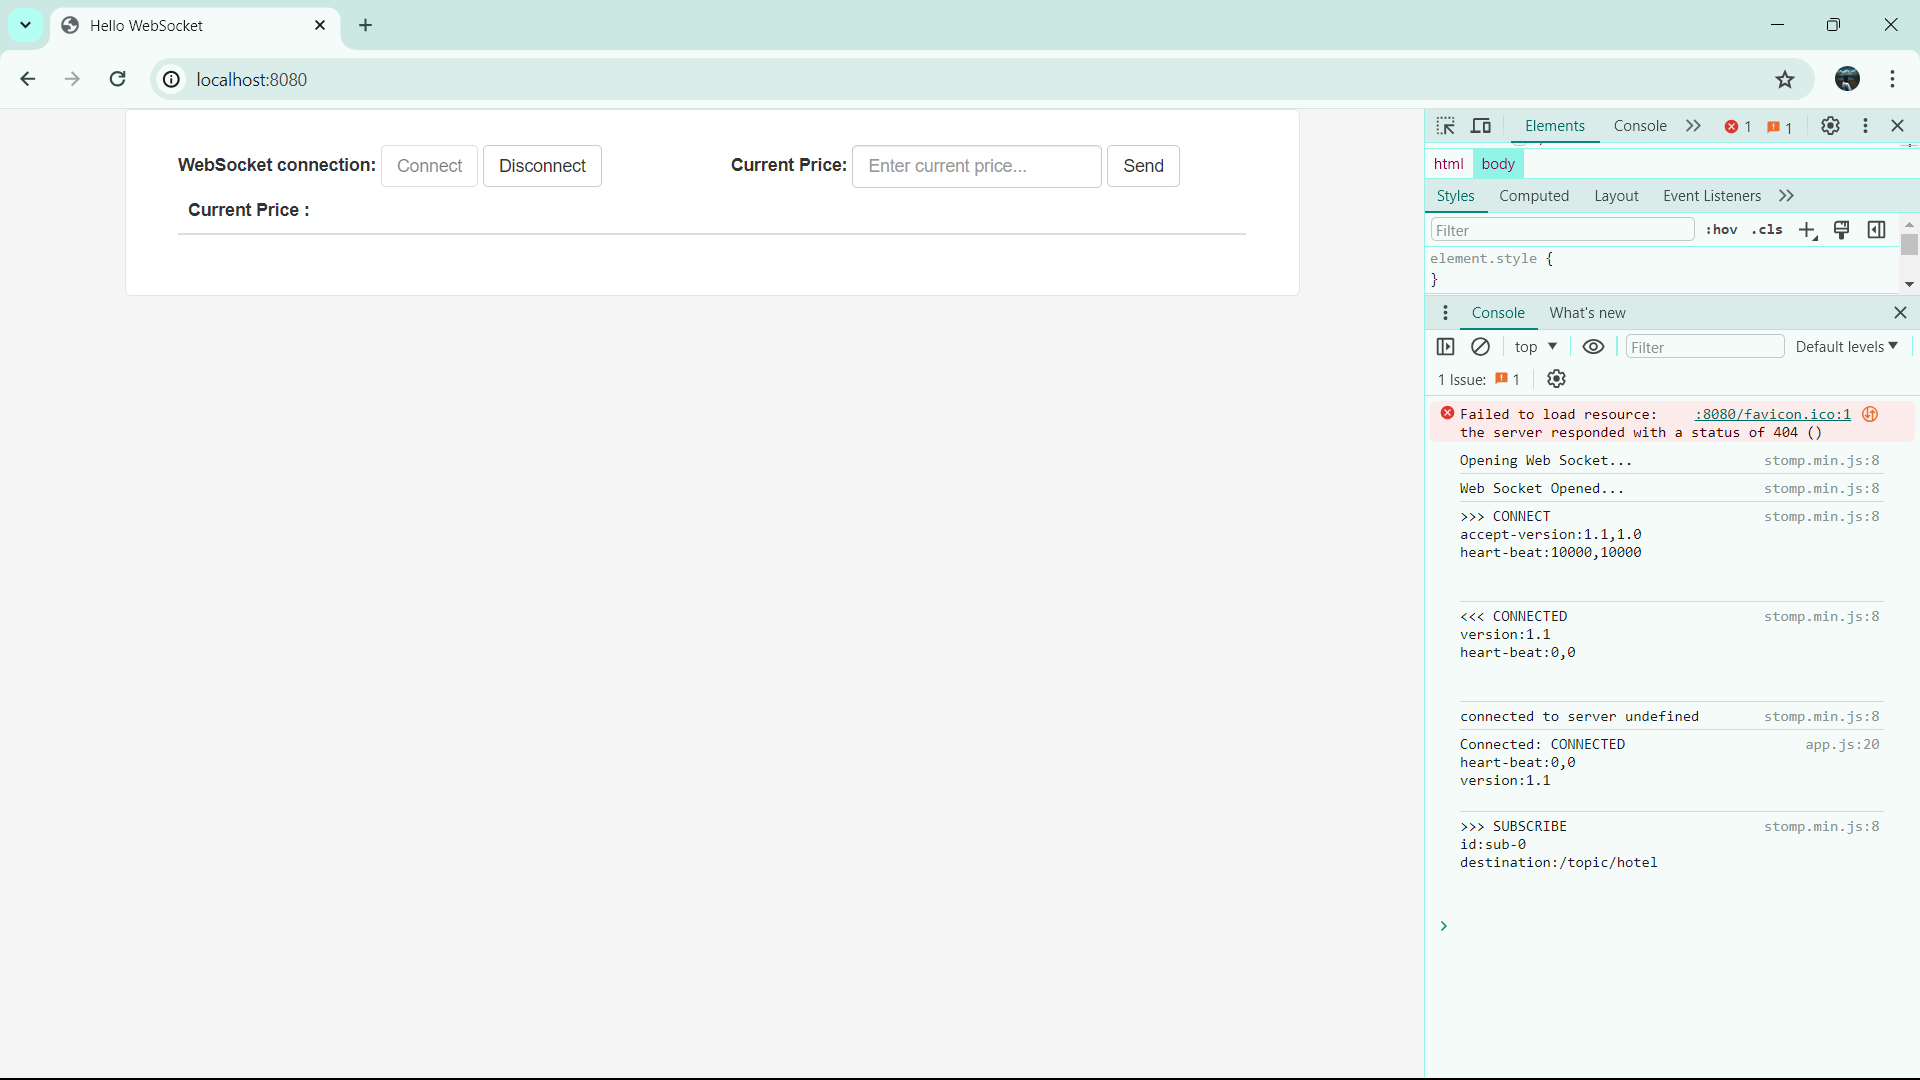 Hello WebSocket
localhost:8080
WebSocket connection: Connect Disconnect Current Price: Enter current price... Send
Current Price :
Elements Console 1 1
html body
Styles Computed Layout Event Listeners
Filter :hov .cls
element.style {
}
Console What's new
top Filter Default levels
1 Issue: 1
Failed to load resource: :8080/favicon.ico:1
the server responded with a status of 404 ()
Opening Web Socket... stomp.min.js:8
Web Socket Opened... stomp.min.js:8
>>> CONNECT stomp.min.js:8
accept-version:1.1,1.0
heart-beat:10000,10000
<<< CONNECTED stomp.min.js:8
version:1.1
heart-beat:0,0
connected to server undefined stomp.min.js:8
Connected: CONNECTED app.js:20
heart-beat:0,0
version:1.1
>>> SUBSCRIBE stomp.min.js:8
id:sub-0
destination:/topic/hotel